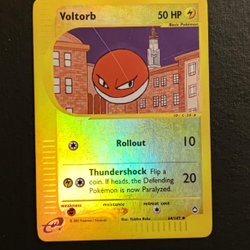 Voltorb 50 HP
Basic Pokémon
Rollout 10
Thundershock Flip a
coin. If heads, the Defending
Pokémon is now Paralyzed.
20
weakness resistance retreat cost